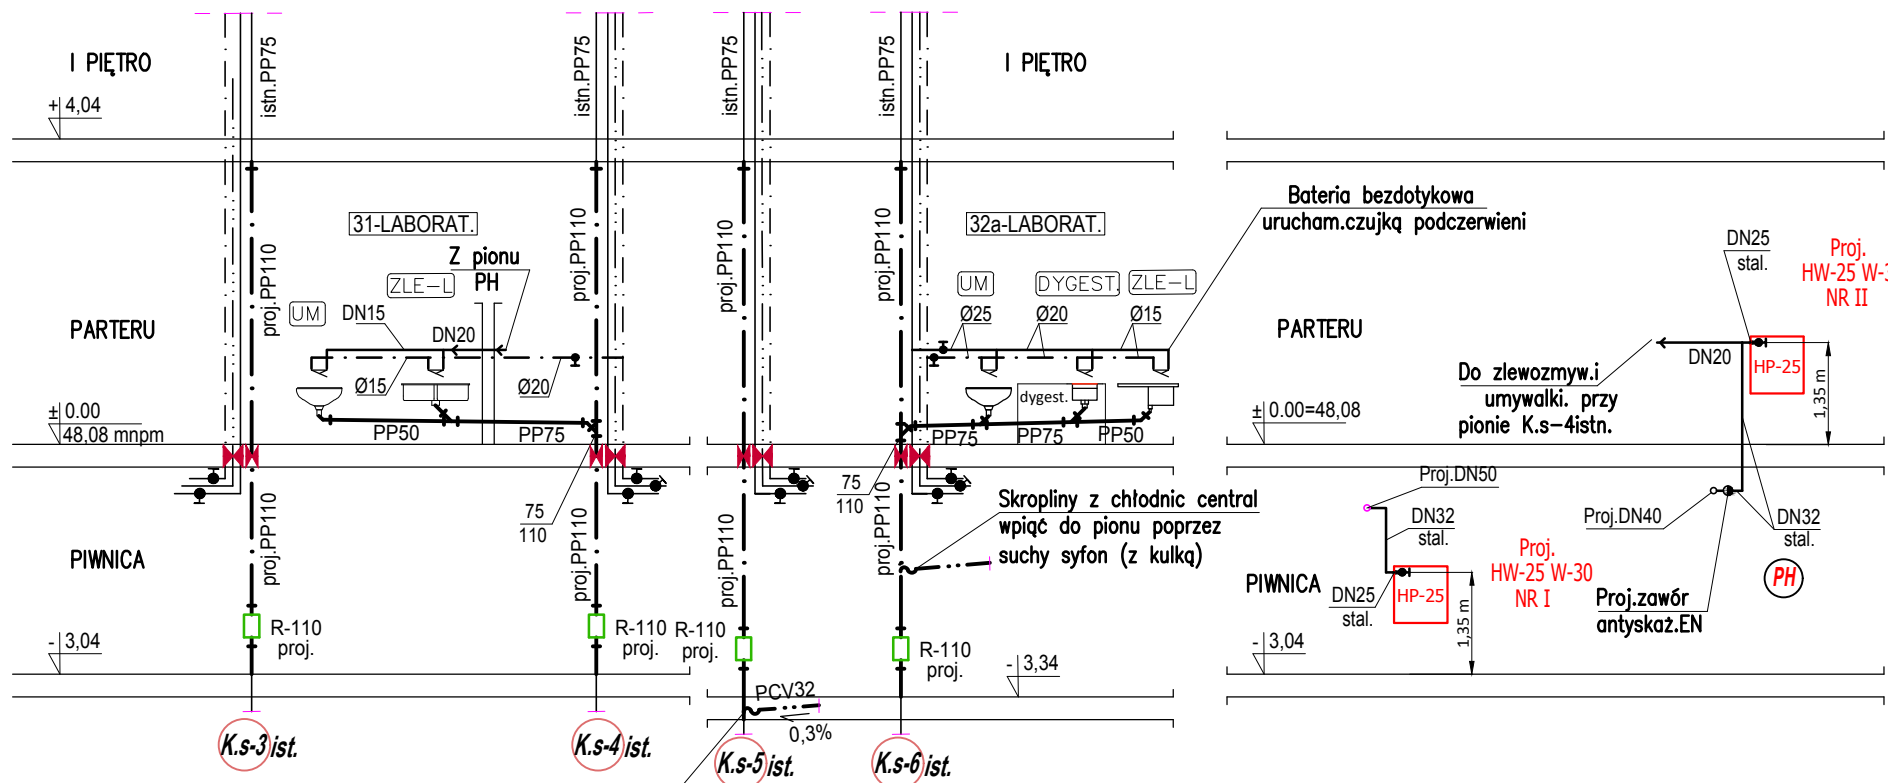 I PIĘTRO
+ 4,04
istn.PP75
istn.PP75
istn.PP75
istn.PP75
I PIĘTRO
proj.PP110
31-LABORAT.
Z pionu
PH
ZLE-L
UM
DN15
DN20
Ø15
Ø20
PP50
PP75
proj.PP110
proj.PP110
proj.PP110
32a-LABORAT.
UM
DYGEST.
ZLE-L
Ø25
Ø20
Ø15
dygest.
PP75
PP75
PP50
Bateria bezdotykowa
urucham.czujką podczerwieni
PARTERU
± 0.00
48,08 mnpm
PARTERU
± 0.00=48,08
DN25
stal.
Proj.
HW-25 W-3
NR II
HP-25
DN20
1,35 m
Do zlewozmyw.i
umywalki. przy
pionie K.s-4istn.
75
110
75
110
Skropliny z chłodnic central
wpiąć do pionu poprzez
suchy syfon (z kulką)
PIWNICA
proj.PP110
proj.PP110
proj.PP110
proj.PP110
R-110
proj.
R-110
proj.
R-110
proj.
R-110
proj.
- 3,04
- 3,34
PCV32
0,3%
Proj.DN50
DN32
stal.
Proj.
HW-25 W-30
NR I
HP-25
DN25
stal.
1,35 m
PIWNICA
- 3,04
Proj.DN40
DN32
stal.
PH
Proj.zawór
antyskaż.EN
K.s-3 ist.
K.s-4 ist.
K.s-5 ist.
K.s-6 ist.